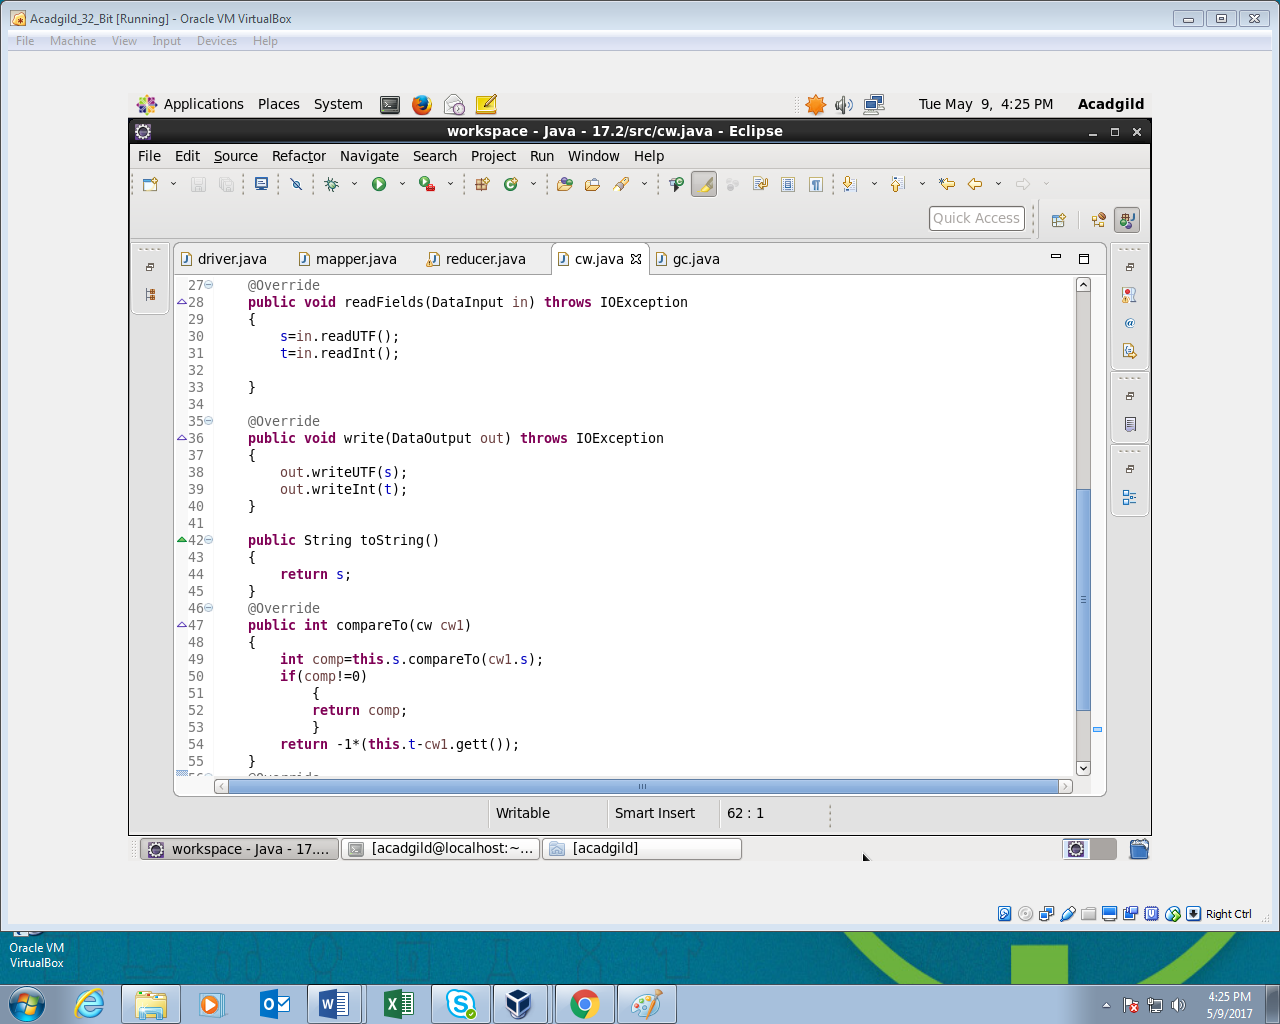 Acadgild_32_Bit [Running] - Oracle VM VirtualBox
File Machine View Input Devices Help
Applications Places System Tue May 9, 4:25 PM Acadgild
workspace - Java - 17.2/src/cw.java - Eclipse
File Edit Source Refactor Navigate Search Project Run Window Help
Quick Access
driver.java mapper.java reducer.java cw.java gc.java
27 @Override
28 public void readFields(DataInput in) throws IOException
29 {
30 s=in.readUTF();
31 t=in.readInt();
32
33 }
34
35 @Override
36 public void write(DataOutput out) throws IOException
37 {
38 out.writeUTF(s);
39 out.writeInt(t);
40 }
41
42 public String toString()
43 {
44 return s;
45 }
46 @Override
47 public int compareTo(cw cw1)
48 {
49 int comp=this.s.compareTo(cw1.s);
50 if(comp!=0)
51 {
52 return comp;
53 }
54 return -1*(this.t-cw1.gett());
55 }
56 @Override
Writable Smart Insert 62 : 1
workspace - Java - 17.... [acadgild@localhost:~... [acadgild]
Right Ctrl
Oracle VM
VirtualBox
4:25 PM
5/9/2017